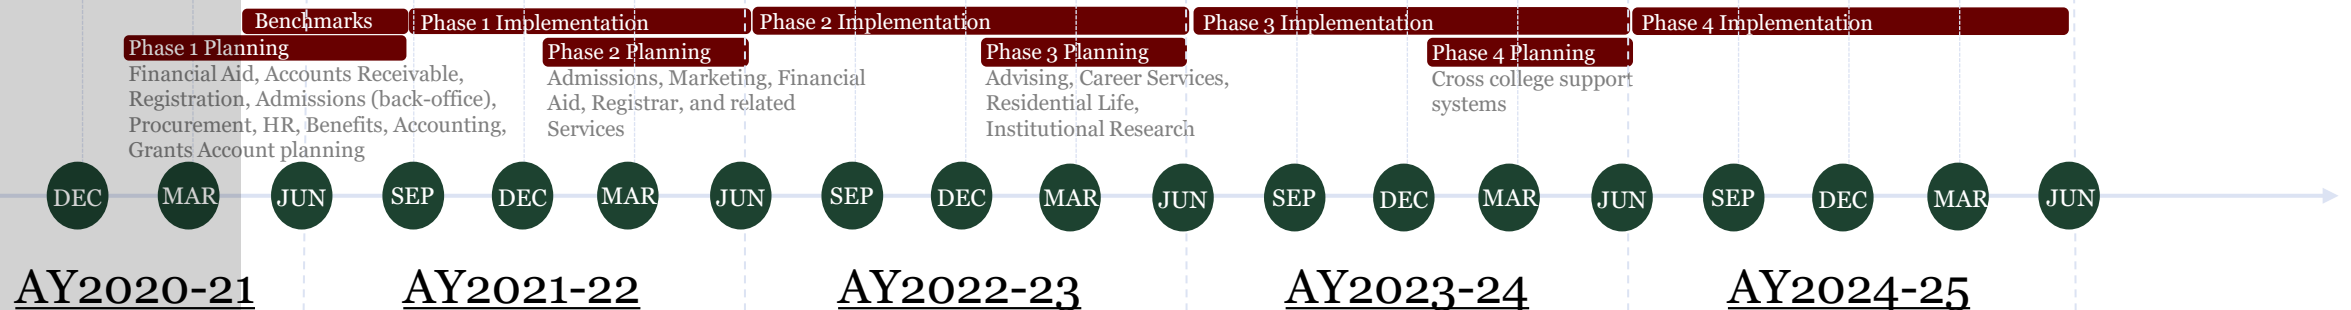 Benchmarks
Phase 1 Implementation
Phase 2 Implementation
Phase 3 Implementation
Phase 4 Implementation
Phase 1 Planning
Financial Aid, Accounts Receivable,
Registration, Admissions (back-office),
Procurement, HR, Benefits, Accounting,
Grants Account planning
Phase 2 Planning
Admissions, Marketing, Financial
Aid, Registrar, and related
Services
Phase 3 Planning
Advising, Career Services,
Residential Life,
Institutional Research
Phase 4 Planning
Cross college support
systems
DEC
MAR
JUN
SEP
DEC
MAR
JUN
SEP
DEC
MAR
JUN
SEP
DEC
MAR
JUN
SEP
DEC
MAR
JUN
AY2020-21
AY2021-22
AY2022-23
AY2023-24
AY2024-25